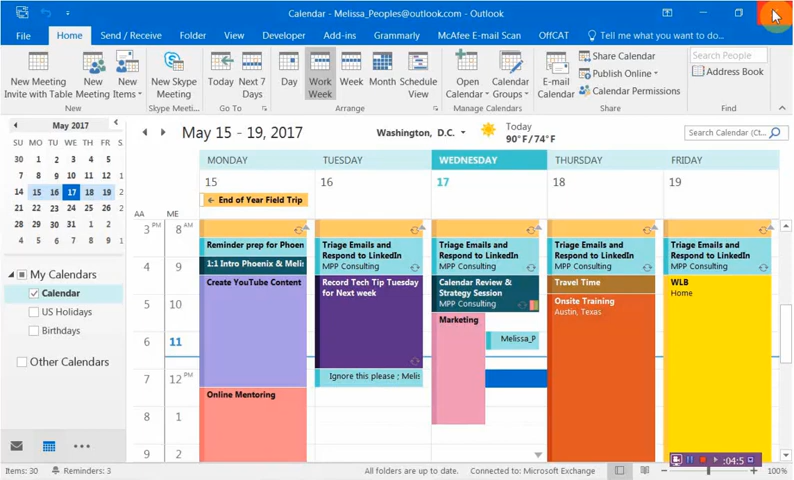 Calendar - Melissa_Peoples@outlook.com - Outlook
File Home Send / Receive Folder View Developer Add-ins Grammarly McAfee E-mail Scan OffCAT Tell me what you want to do...
New Meeting Invite with Table
New Meeting
New Items
New Skype Meeting
Today
Next 7 Days
Day
Work Week
Week
Month
Schedule View
Open Calendar
Calendar Groups
E-mail Calendar
Share Calendar
Publish Online
Calendar Permissions
Search People
Address Book
New Skype Meeti... Go To Arrange Manage Calendars Share Find
May 2017
SU MO TU WE TH FR S
30 1 2 3 4 5
7 8 9 10 11 12 1
14 15 16 17 18 19 2
21 22 23 24 25 26 2
28 29 30 31 1 2
4 5 6 7 8 9 1
My Calendars
Calendar
US Holidays
Birthdays
Other Calendars
May 15 - 19, 2017
Washington, D.C.
Today
90°F/74°F
Search Calendar (C...
MONDAY TUESDAY WEDNESDAY THURSDAY FRIDAY
15 16 17 18 19
End of Year Field Trip
AA ME
3 PM 8 AM
4 9
5 10
6 11
7 12 PM
8 1
9 2
Reminder prep for Phoen
1:1 Intro Phoenix & Melis
Create YouTube Content
Online Mentoring
Triage Emails and
Respond to LinkedIn
MPP Consulting
Record Tech Tip Tuesday
for Next week
Ignore this please ; Melis
Triage Emails and
Respond to LinkedIn
MPP Consulting
Calendar Review &
Strategy Session
MPP Consulting
Marketing
Melissa_P
Triage Emails and
Respond to LinkedIn
MPP Consulting
Travel Time
Onsite Training
Austin, Texas
Triage Emails and
Respond to LinkedIn
MPP Consulting
WLB
Home
:04:5
Items: 30 Reminders: 3 All folders are up to date. Connected to: Microsoft Exchange 100%